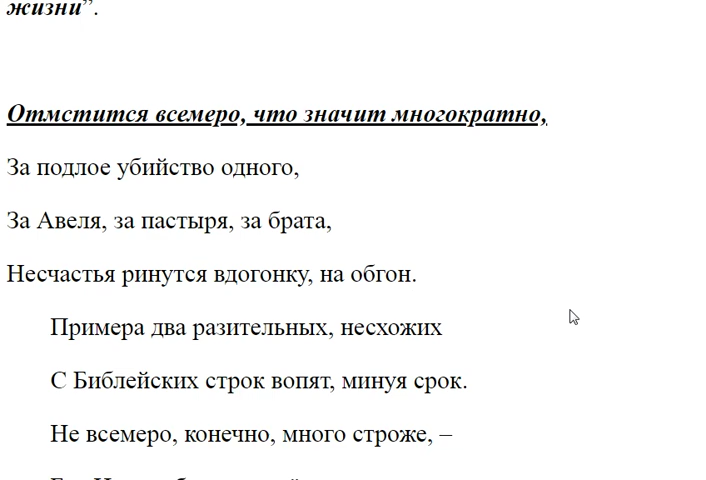 жизни”.
Отмстится всемеро, что значит многократно,
За подлое убийство одного,
За Авеля, за пастыря, за брата,
Несчастья ринутся вдогонку, на обгон.
Примера два разительных, несхожих
С Библейских строк вопят, минуя срок.
Не всемеро, конечно, много строже, –